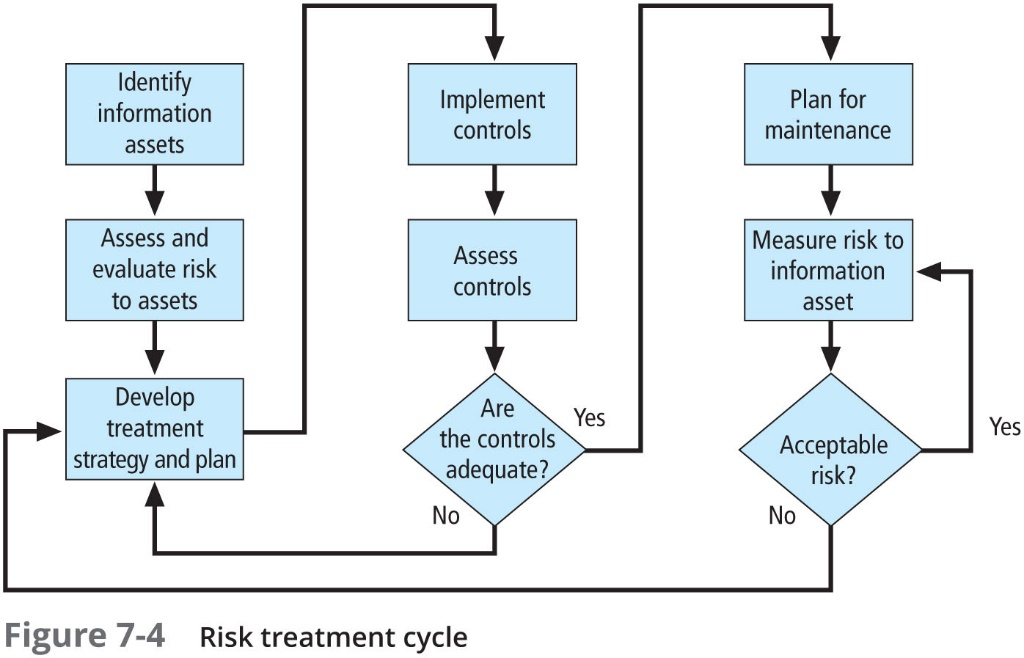 Identify
information
assets
Assess and
evaluate risk
to assets
Develop
treatment
strategy and plan
Implement
controls
Assess
controls
Are
the controls
adequate?
Yes
No
Plan for
maintenance
Measure risk to
information
asset
Acceptable
risk?
Yes
No
Figure 7-4 Risk treatment cycle